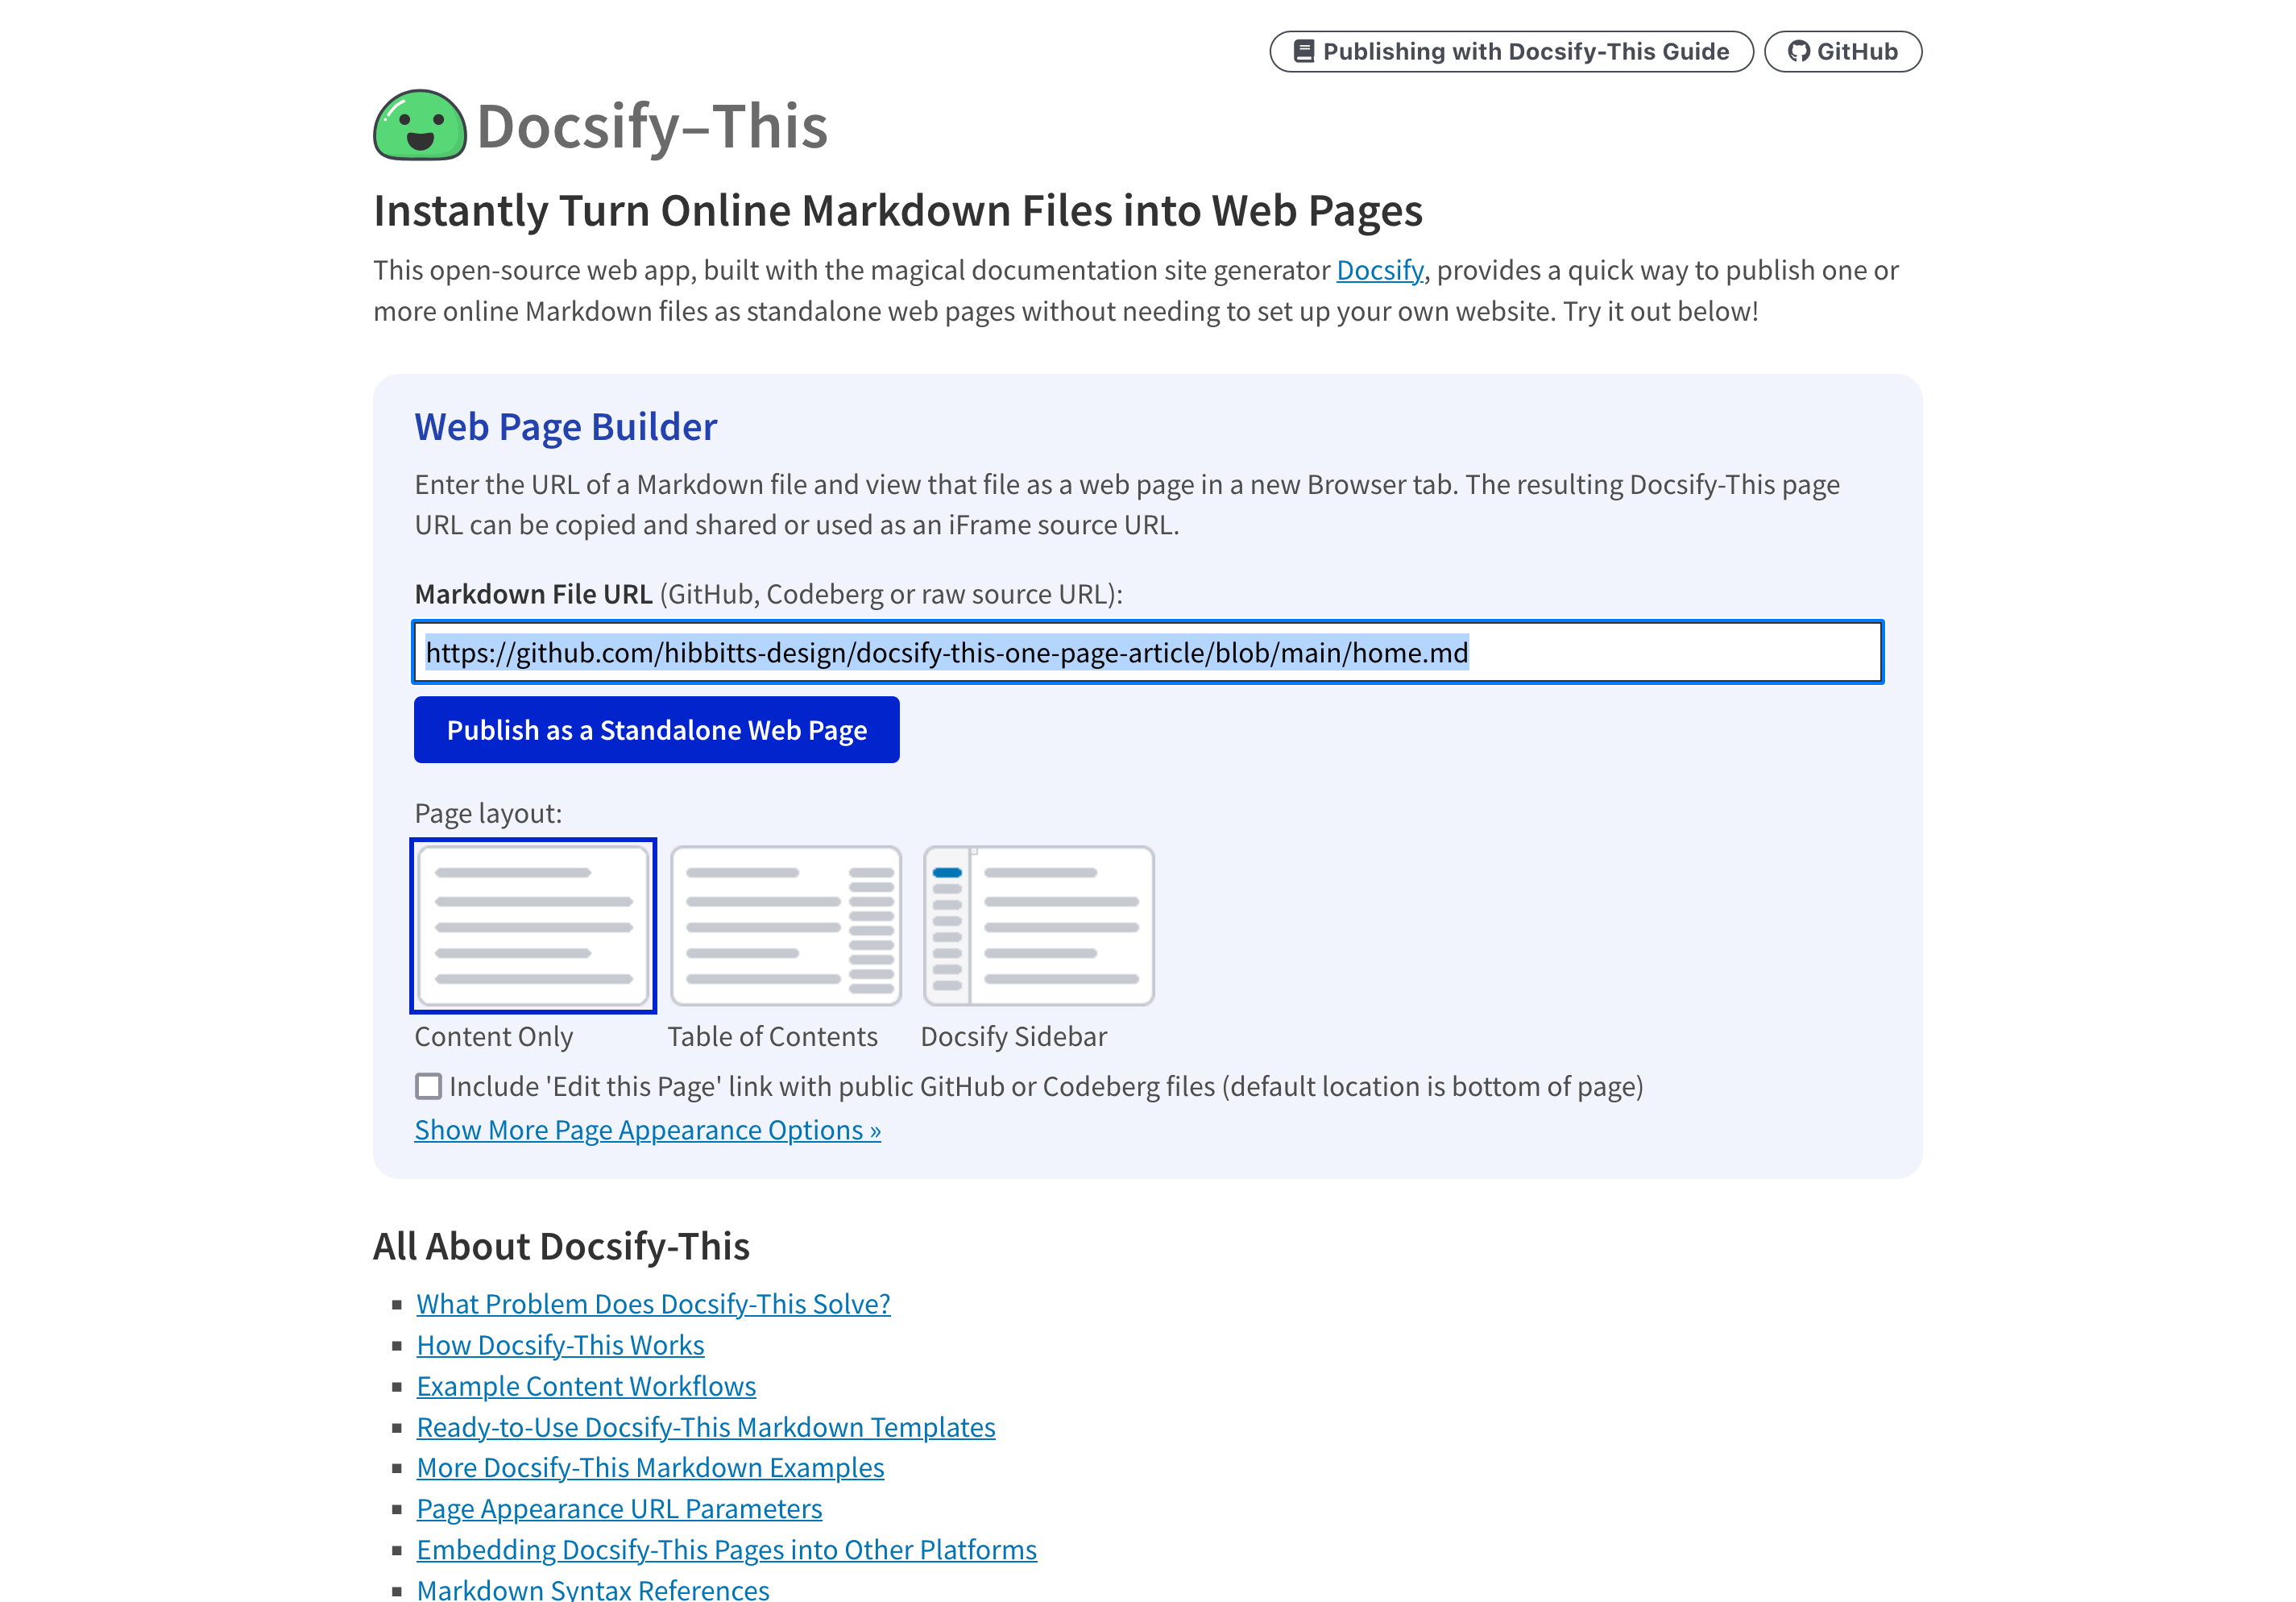 Publishing with Docsify-This Guide
GitHub
Docsify–This
Instantly Turn Online Markdown Files into Web Pages
This open-source web app, built with the magical documentation site generator Docsify, provides a quick way to publish one or
more online Markdown files as standalone web pages without needing to set up your own website. Try it out below!
Web Page Builder
Enter the URL of a Markdown file and view that file as a web page in a new Browser tab. The resulting Docsify-This page
URL can be copied and shared or used as an iFrame source URL.
Markdown File URL (GitHub, Codeberg or raw source URL):
https://github.com/hibbitts-design/docsify-this-one-page-article/blob/main/home.md
Publish as a Standalone Web Page
Page layout:
Content Only
Table of Contents
Docsify Sidebar
Include 'Edit this Page' link with public GitHub or Codeberg files (default location is bottom of page)
Show More Page Appearance Options »
All About Docsify-This
What Problem Does Docsify-This Solve?
How Docsify-This Works
Example Content Workflows
Ready-to-Use Docsify-This Markdown Templates
More Docsify-This Markdown Examples
Page Appearance URL Parameters
Embedding Docsify-This Pages into Other Platforms
Markdown Syntax References